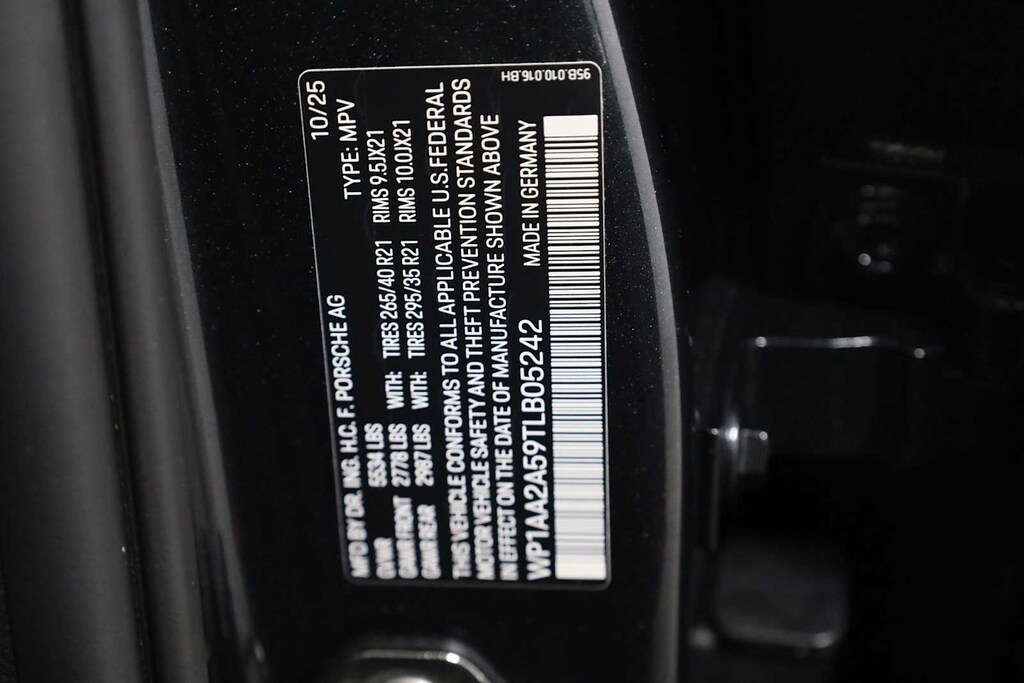 MFD BY DR. ING. H.C. F. PORSCHE AG 10/25
GVWR 5534 LBS TYPE: MPV
GAWR FRONT 2778 LBS WITH: TIRES 265/40 R21 RIMS 9.5JX21
GAWR REAR 2987 LBS WITH: TIRES 295/35 R21 RIMS 10.0JX21
THIS VEHICLE CONFORMS TO ALL APPLICABLE U.S. FEDERAL
MOTOR VEHICLE SAFETY AND THEFT PREVENTION STANDARDS
IN EFFECT ON THE DATE OF MANUFACTURE SHOWN ABOVE
WP1AA2A59TLB05242 MADE IN GERMANY
95B.010.016.BH